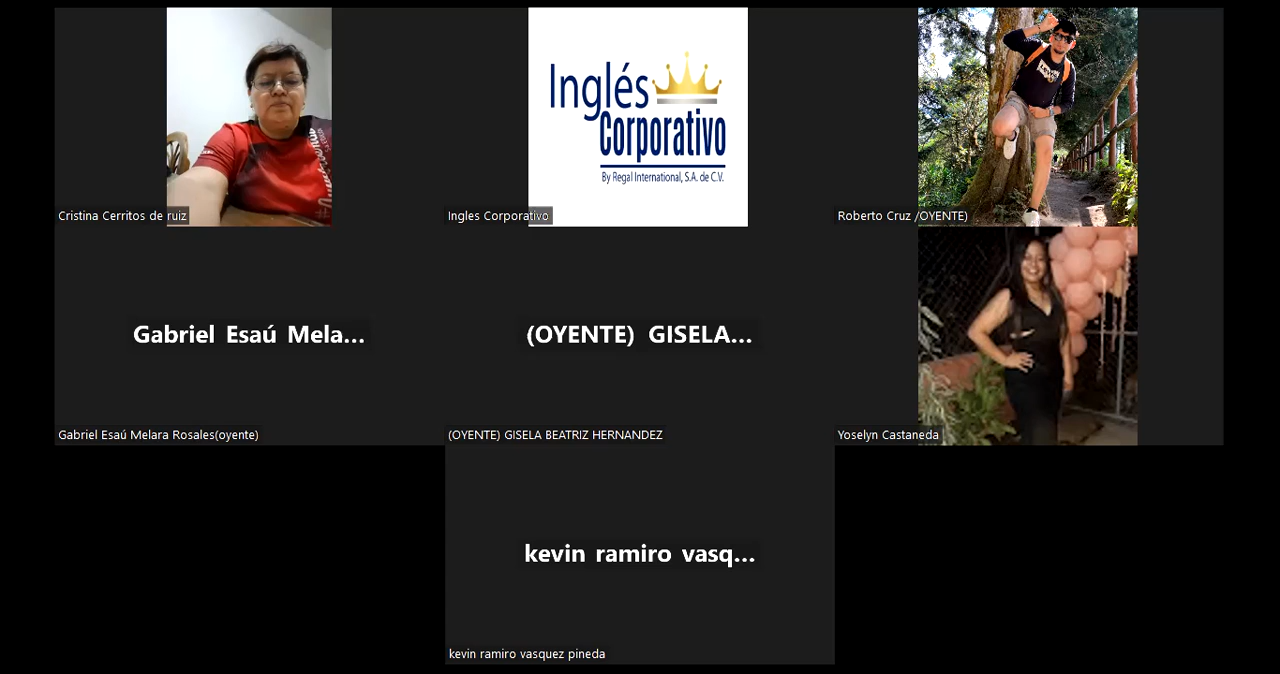 Inglés
Corporativo
By Regal International, S.A. de C.V.
Cristina Cerritos de ruiz
Ingles Corporativo
Roberto Cruz /OYENTE)
Gabriel Esaú Mela...
(OYENTE) GISELA...
Gabriel Esaú Melara Rosales(oyente)
(OYENTE) GISELA BEATRIZ HERNANDEZ
Yoselyn Castaneda
kevin ramiro vasq...
kevin ramiro vasquez pineda